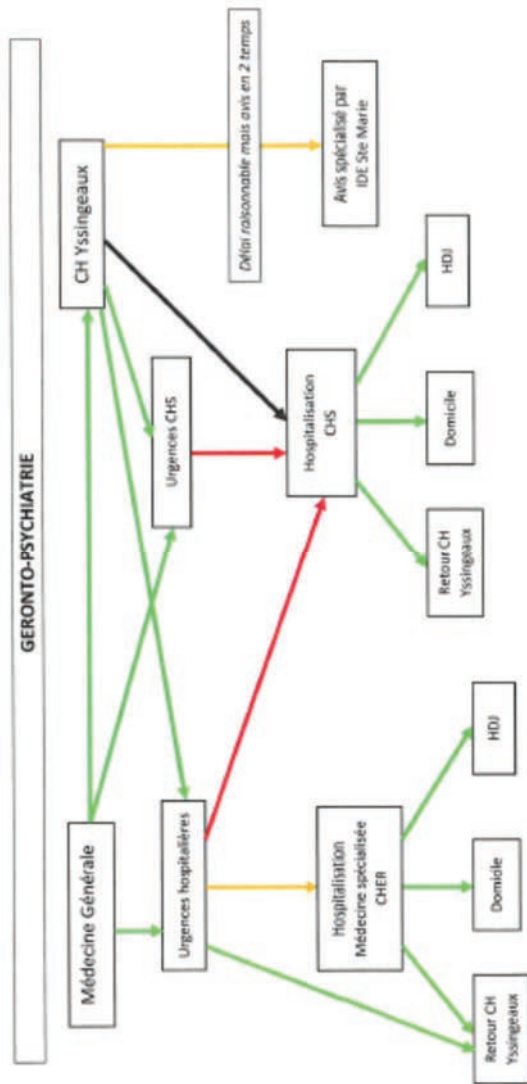 GERONTO-PSYCHIATRIE
Médecine Générale
CH Yssingeaux
Urgences hospitalières
Urgences CHS
Délai raisonnable mais avis en 2 temps
Hospitalisation
Médecine spécialisée
CHER
Hospitalisation
CHS
Avis spécialisé par
IDE Ste Marie
Retour CH
Yssingeaux
Domicile
HDJ
Retour CH
Yssingeaux
Domicile
HDJ